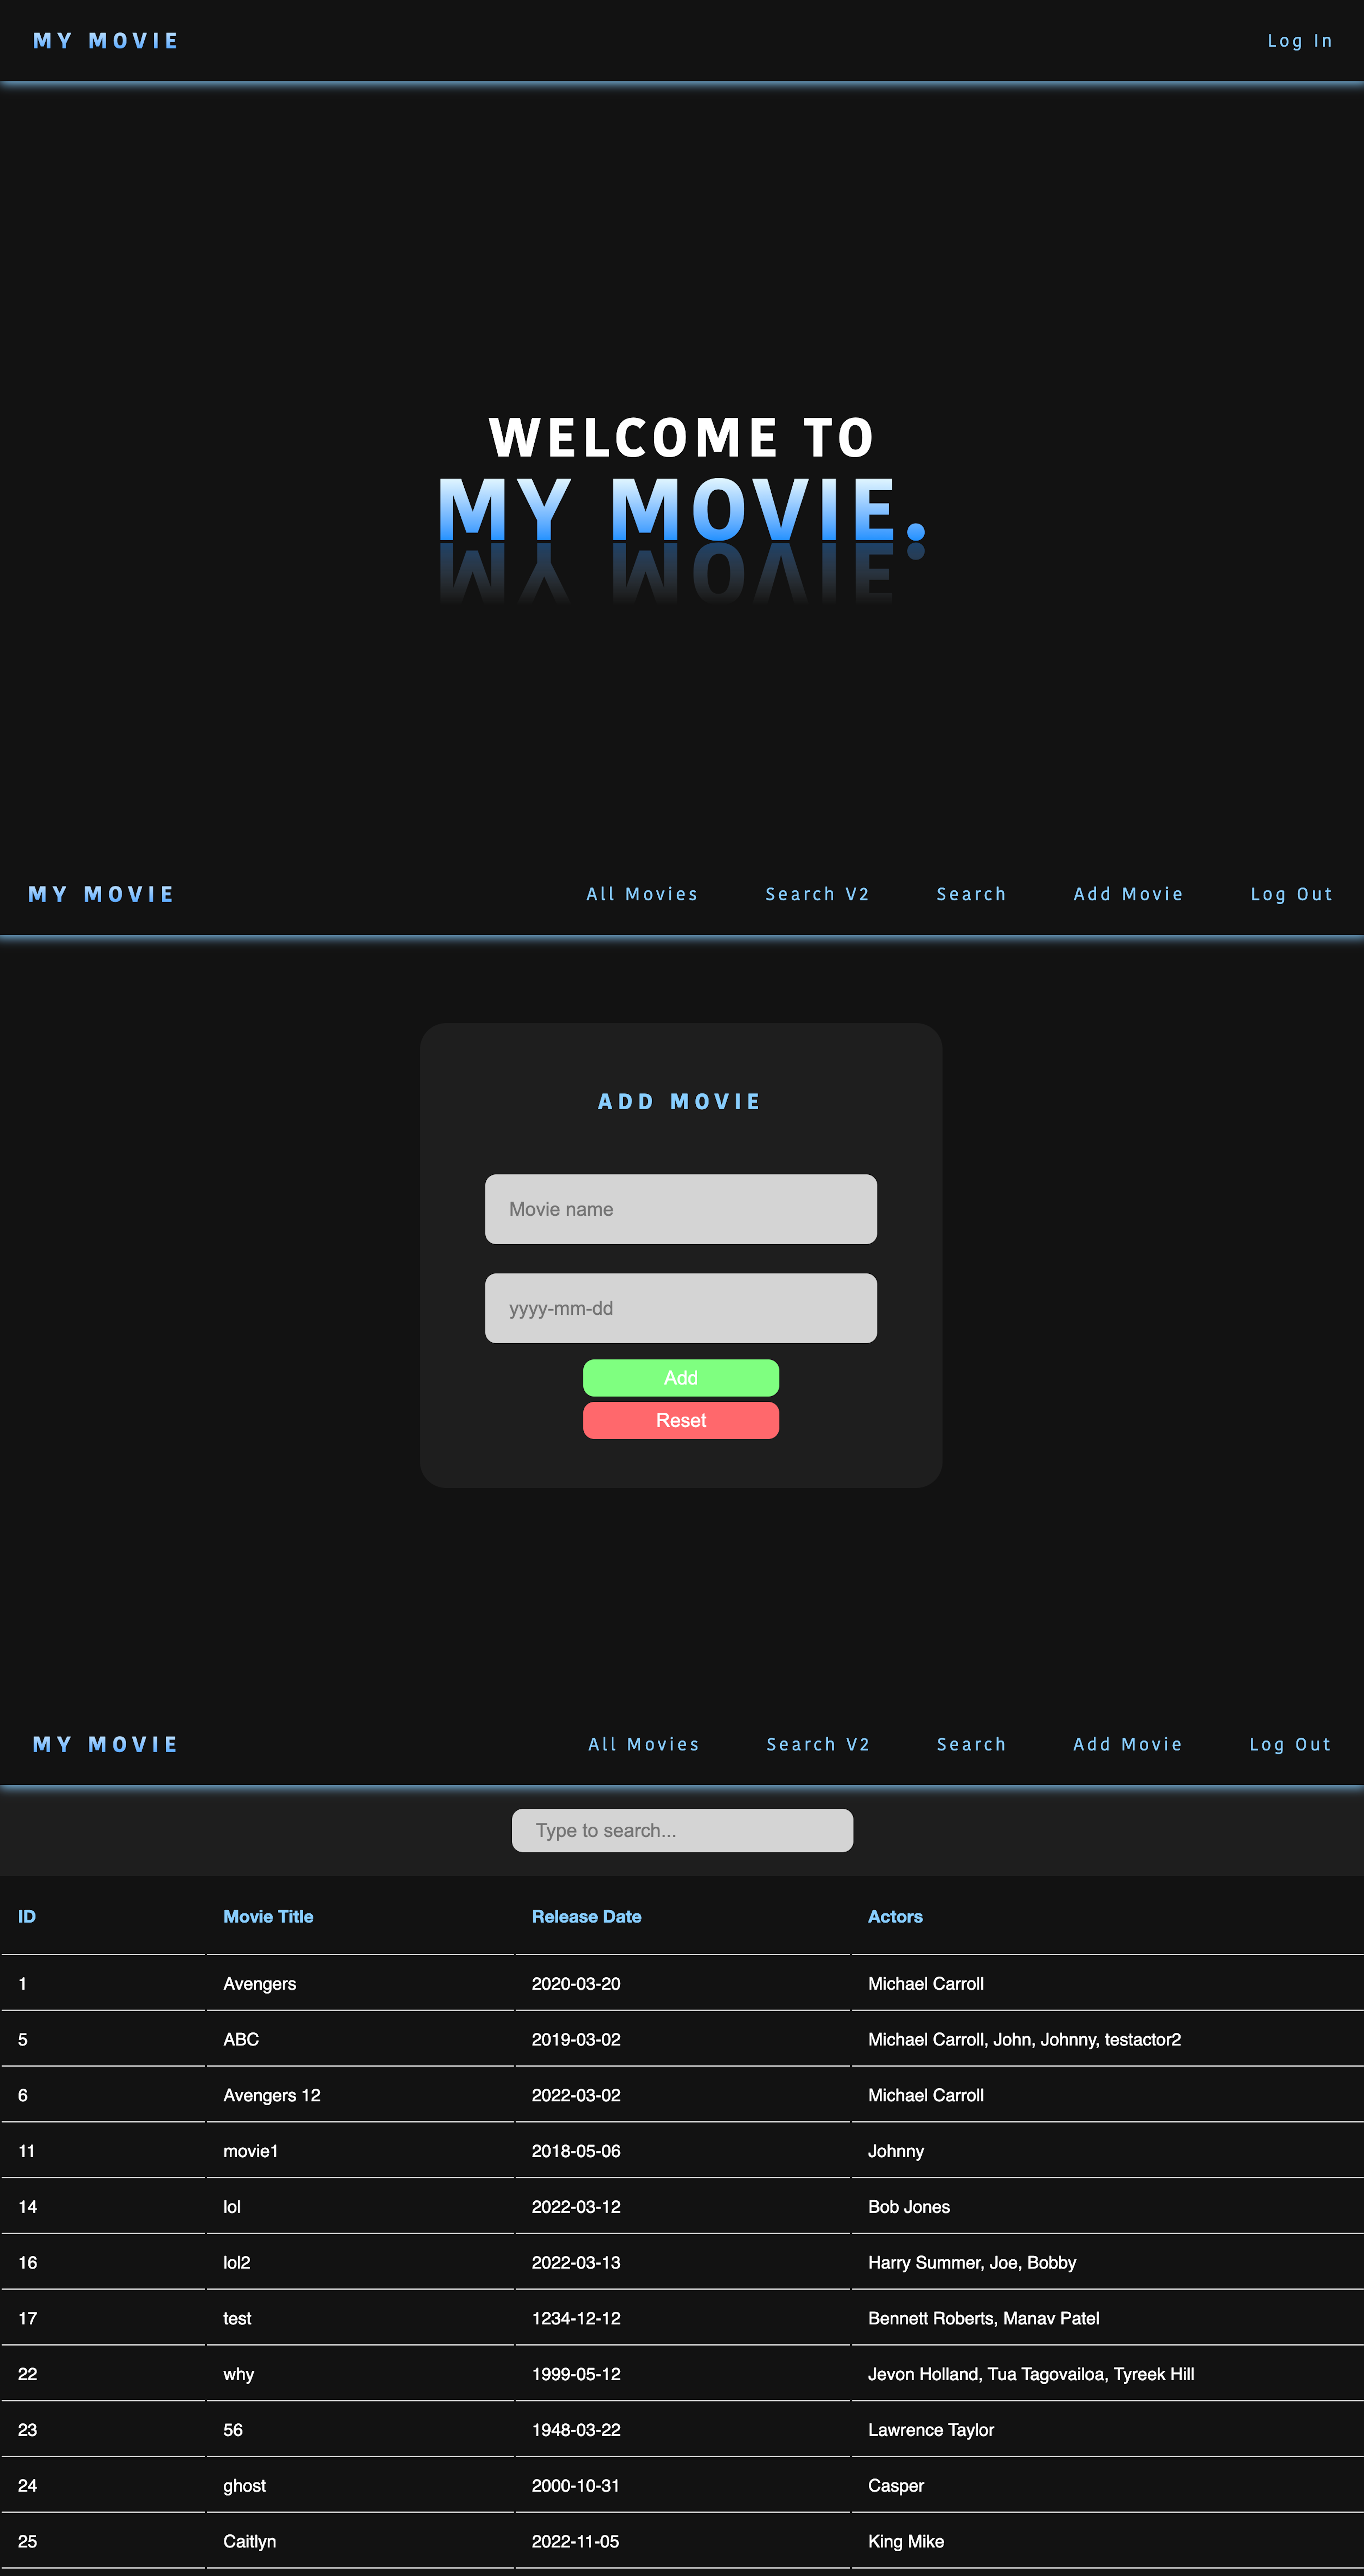 MY MOVIE Log In
WELCOME TO
MY MOVIE.
MY MOVIE All Movies Search V2 Search Add Movie Log Out
ADD MOVIE
Movie name
yyyy-mm-dd
Add
Reset
MY MOVIE All Movies Search V2 Search Add Movie Log Out
Type to search...
ID Movie Title Release Date Actors
1 Avengers 2020-03-20 Michael Carroll
5 ABC 2019-03-02 Michael Carroll, John, Johnny, testactor2
6 Avengers 12 2022-03-02 Michael Carroll
11 movie1 2018-05-06 Johnny
14 lol 2022-03-12 Bob Jones
16 lol2 2022-03-13 Harry Summer, Joe, Bobby
17 test 1234-12-12 Bennett Roberts, Manav Patel
22 why 1999-05-12 Jevon Holland, Tua Tagovailoa, Tyreek Hill
23 56 1948-03-22 Lawrence Taylor
24 ghost 2000-10-31 Casper
25 Caitlyn 2022-11-05 King Mike